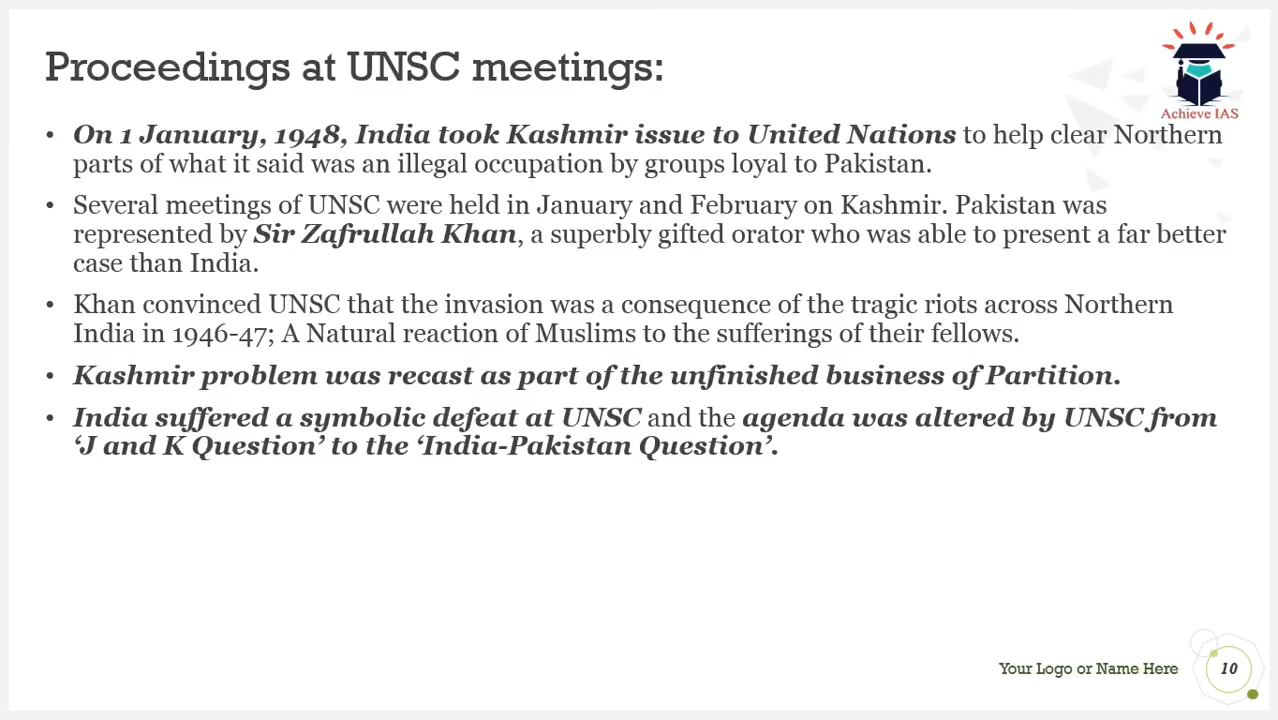 Proceedings at UNSC meetings:
Achieve IAS
• On 1 January, 1948, India took Kashmir issue to United Nations to help clear Northern
parts of what it said was an illegal occupation by groups loyal to Pakistan.
• Several meetings of UNSC were held in January and February on Kashmir. Pakistan was
represented by Sir Zafrullah Khan, a superbly gifted orator who was able to present a far better
case than India.
• Khan convinced UNSC that the invasion was a consequence of the tragic riots across Northern
India in 1946-47; A Natural reaction of Muslims to the sufferings of their fellows.
• Kashmir problem was recast as part of the unfinished business of Partition.
• India suffered a symbolic defeat at UNSC and the agenda was altered by UNSC from
‘J and K Question’ to the ‘India-Pakistan Question’.
Your Logo or Name Here
10